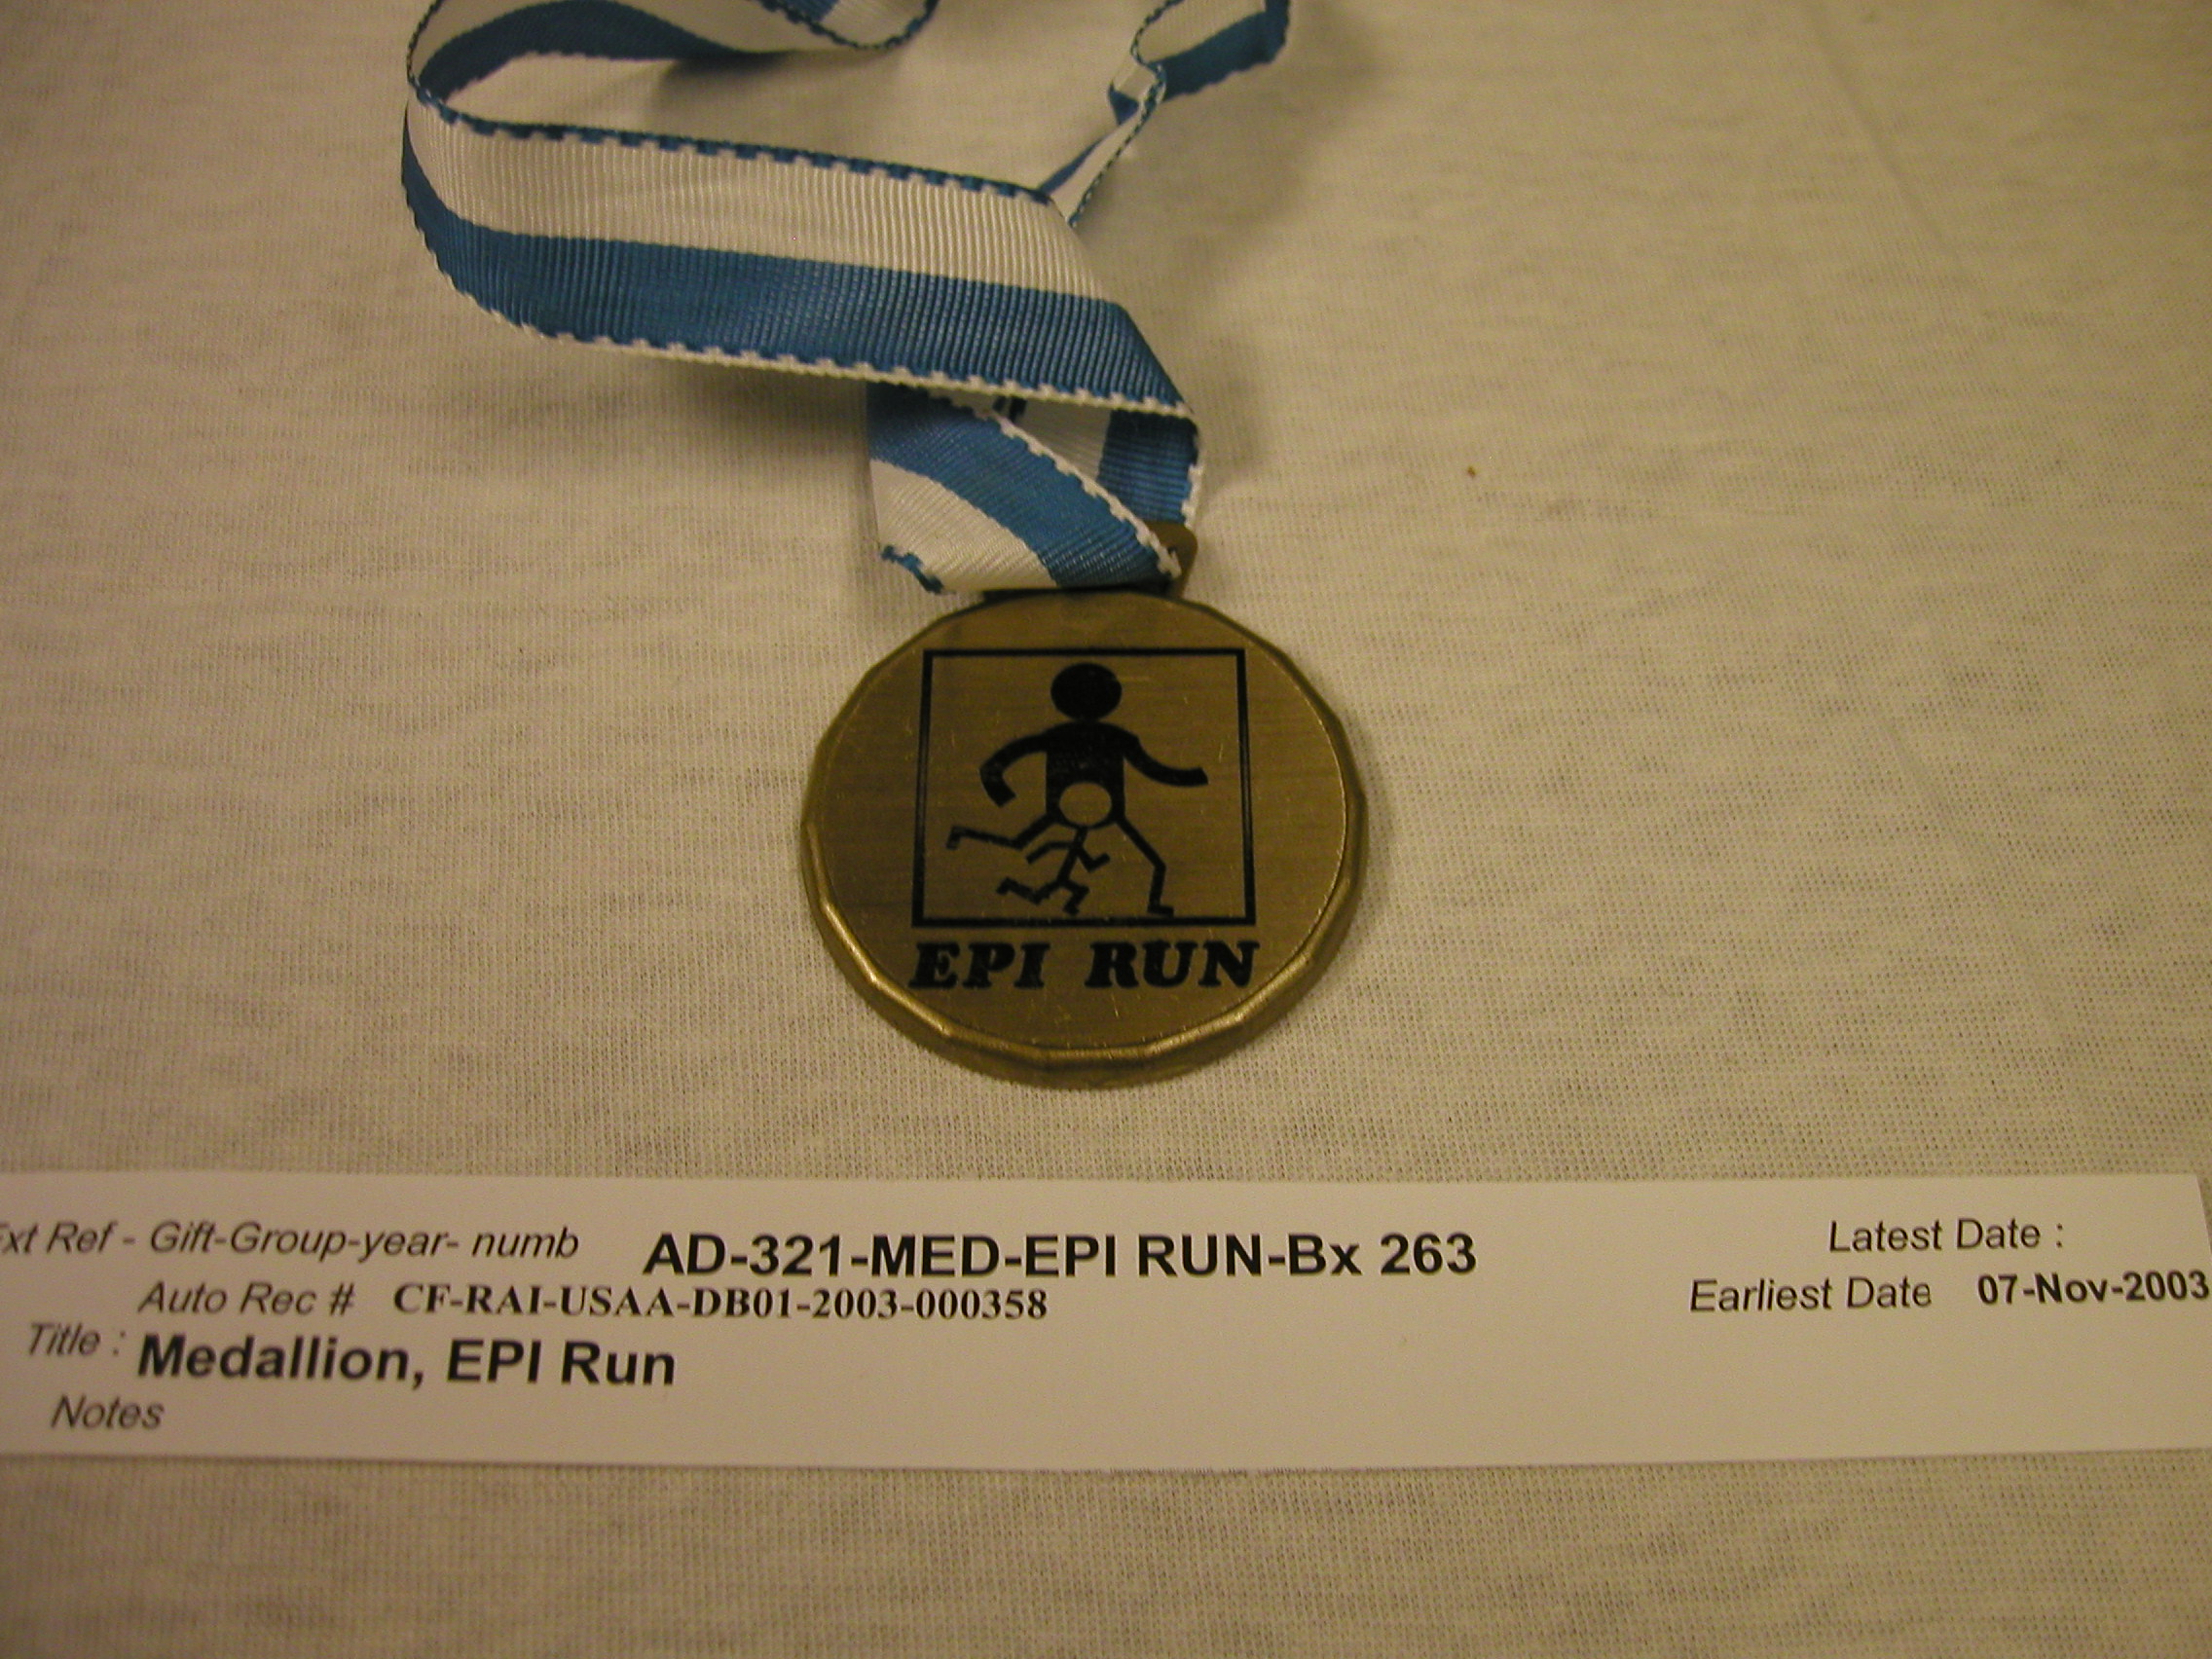 EPI RUN
Ext Ref - Gift-Group-year- numb AD-321-MED-EPI RUN-Bx 263 Latest Date :
Auto Rec # CF-RAI-USAA-DB01-2003-000358 Earliest Date 07-Nov-2003
Title : Medallion, EPI Run
Notes